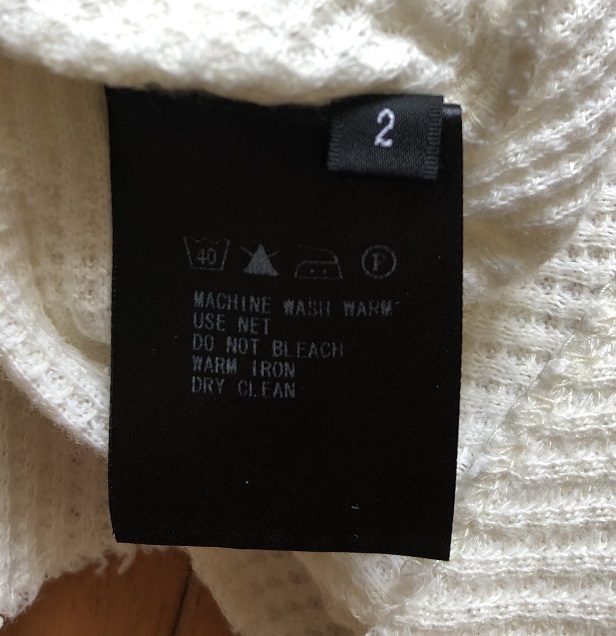 2
40 P
MACHINE WASH WARM
USE NET
DO NOT BLEACH
WARM IRON
DRY CLEAN